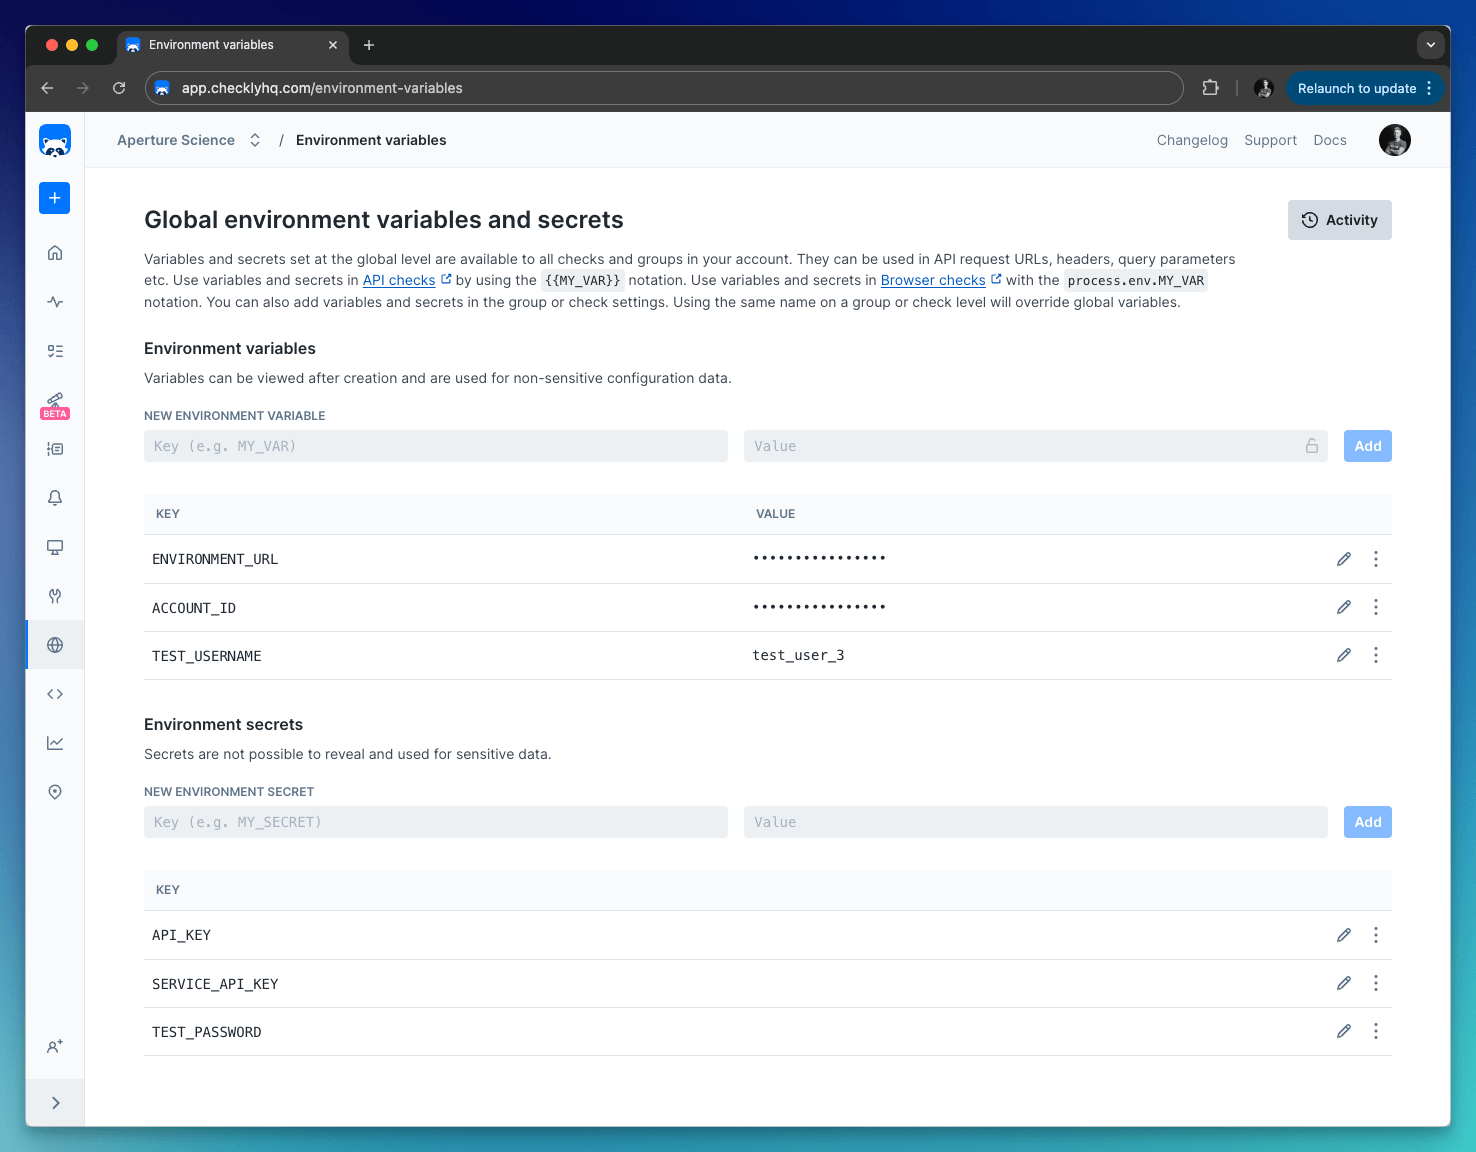 Environment variables
app.checklyhq.com/environment-variables
Relaunch to update
Aperture Science / Environment variables
Changelog Support Docs
Global environment variables and secrets
Activity
Variables and secrets set at the global level are available to all checks and groups in your account. They can be used in API request URLs, headers, query parameters
etc. Use variables and secrets in API checks by using the {{MY_VAR}} notation. Use variables and secrets in Browser checks with the process.env.MY_VAR
notation. You can also add variables and secrets in the group or check settings. Using the same name on a group or check level will override global variables.
Environment variables
Variables can be viewed after creation and are used for non-sensitive configuration data.
BETA
NEW ENVIRONMENT VARIABLE
Key (e.g. MY_VAR) Value Add
KEY VALUE
ENVIRONMENT_URL ••••••••••••••••
ACCOUNT_ID ••••••••••••••••
TEST_USERNAME test_user_3
Environment secrets
Secrets are not possible to reveal and used for sensitive data.
NEW ENVIRONMENT SECRET
Key (e.g. MY_SECRET) Value Add
KEY
API_KEY
SERVICE_API_KEY
TEST_PASSWORD